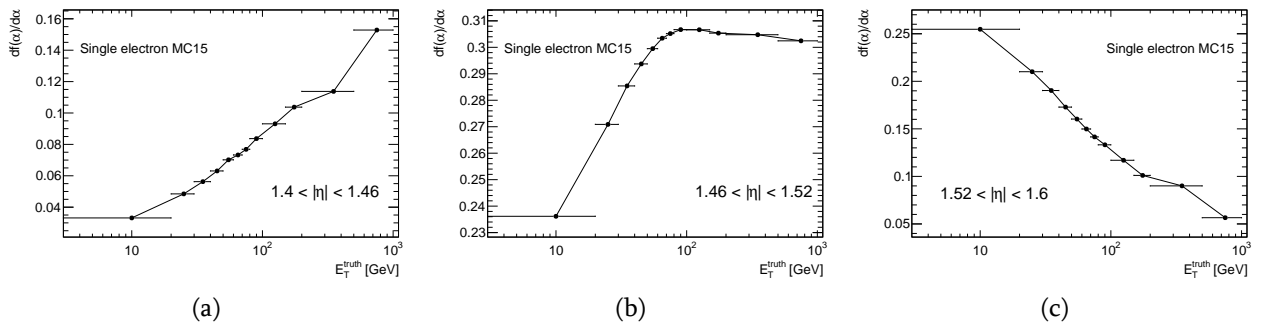 df(α)/dα
0.16
0.14
0.12
0.1
0.08
0.06
0.04
Single electron MC15
1.4 < |η| < 1.46
10
10²
10³
E_T^truth [GeV]
(a)
df(α)/dα
0.31
0.3
0.29
0.28
0.27
0.26
0.25
0.24
0.23
Single electron MC15
1.46 < |η| < 1.52
10
10²
10³
E_T^truth [GeV]
(b)
df(α)/dα
0.25
0.2
0.15
0.1
0.05
Single electron MC15
1.52 < |η| < 1.6
10
10²
10³
E_T^truth [GeV]
(c)